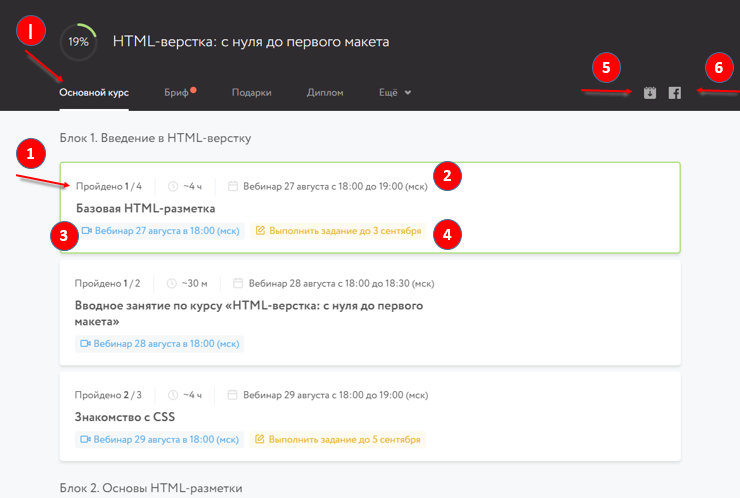 |
19%
HTML-верстка: с нуля до первого макета
5
6
Основной курс
Бриф
Подарки
Диплом
Ещё
Блок 1. Введение в HTML-верстку
1
Пройдено 1 / 4
~4 ч
Вебинар 27 августа с 18:00 до 19:00 (мск)
2
Базовая HTML-разметка
3
Вебинар 27 августа в 18:00 (мск)
Выполнить задание до 3 сентября
4
Пройдено 1 / 2
~30 м
Вебинар 28 августа с 18:00 до 18:30 (мск)
Вводное занятие по курсу «HTML-верстка: с нуля до первого
макета»
Вебинар 28 августа в 18:00 (мск)
Пройдено 2 / 3
~4 ч
Вебинар 29 августа с 18:00 до 19:00 (мск)
Знакомство с CSS
Вебинар 29 августа в 18:00 (мск)
Выполнить задание до 5 сентября
Блок 2. Основы HTML-разметки